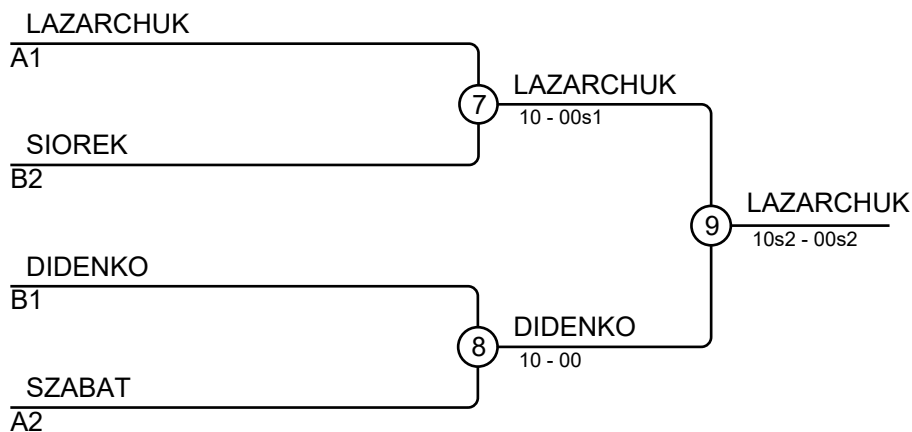 LAZARCHUK
A1
7
LAZARCHUK
10 - 00s1
SIOREK
B2
9
LAZARCHUK
10s2 - 00s2
DIDENKO
B1
8
DIDENKO
10 - 00
SZABAT
A2